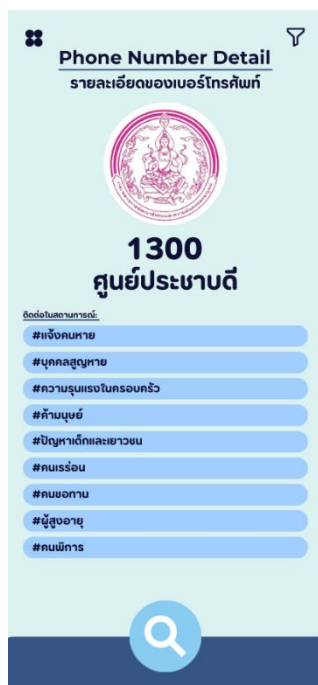 Phone Number Detail
รายละเอียดของเบอร์โทรศัพท์
1300
ศูนย์ประชาบดี
ติดต่อในสถานการณ์:
#แจ้งคนหาย
#บุคคลสูญหาย
#ความรุนแรงในครอบครัว
#ค้ามนุษย์
#ปัญหาเด็กและเยาวชน
#คนเร่ร่อน
#คนขอทาน
#ผู้สูงอายุ
#คนพิการ